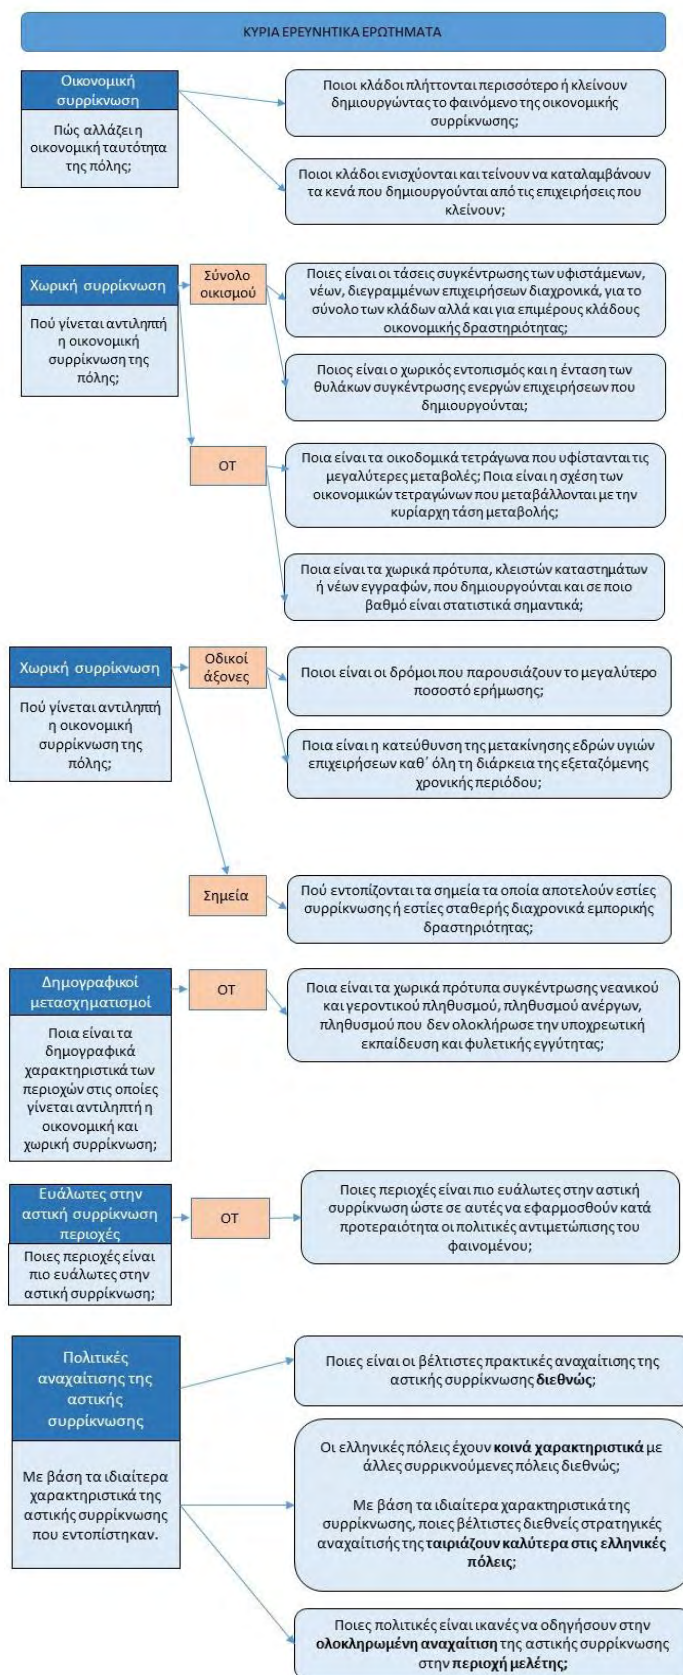 ΚΥΡΙΑ ΕΡΕΥΝΗΤΙΚΑ ΕΡΩΤΗΜΑΤΑ
Οικονομική
συρρίκνωση
Πώς αλλάζει η
οικονομική ταυτότητα
της πόλης;
Ποιοι κλάδοι πλήττονται περισσότερο ή κλείνουν
δημιουργώντας το φαινόμενο της οικονομικής
συρρίκνωσης;
Ποιοι κλάδοι ενισχύονται και τείνουν να καταλαμβάνουν
τα κενά που δημιουργούνται από τις επιχειρήσεις που
κλείνουν;
Χωρική συρρίκνωση
Πού γίνεται αντιληπτή
η οικονομική
συρρίκνωση της
πόλης;
Σύνολο
οικισμού
Ποιες είναι οι τάσεις συγκέντρωσης των υφιστάμενων,
νέων, διεγραμμένων επιχειρήσεων διαχρονικά, για το
σύνολο των κλάδων αλλά και για επιμέρους κλάδους
οικονομικής δραστηριότητας;
Ποιος είναι ο χωρικός εντοπισμός και η ένταση των
θυλάκων συγκέντρωσης ενεργών επιχειρήσεων που
δημιουργούνται;
ΟΤ
Ποια είναι τα οικοδομικά τετράγωνα που υφίστανται τις
μεγαλύτερες μεταβολές; Ποια είναι η σχέση των
οικονομικών τετραγώνων που μεταβάλλονται με την
κυρίαρχη τάση μεταβολής;
Ποια είναι τα χωρικά πρότυπα, κλειστών καταστημάτων
ή νέων εγγραφών, που δημιουργούνται και σε ποιο
βαθμό είναι στατιστικά σημαντικά;
Χωρική συρρίκνωση
Πού γίνεται αντιληπτή
η οικονομική
συρρίκνωση της
πόλης;
Οδικοί
άξονες
Ποιοι είναι οι δρόμοι που παρουσιάζουν το μεγαλύτερο
ποσοστό ερήμωσης;
Ποια είναι η κατεύθυνση της μετακίνησης εδρών υγιών
επιχειρήσεων καθ΄ όλη τη διάρκεια της εξεταζόμενης
χρονικής περιόδου;
Σημεία
Πού εντοπίζονται τα σημεία τα οποία αποτελούν εστίες
συρρίκνωσης ή εστίες σταθερής διαχρονικά εμπορικής
δραστηριότητας;
Δημογραφικοί
μετασχηματισμοί
Ποια είναι τα
δημογραφικά
χαρακτηριστικά των
περιοχών στις οποίες
γίνεται αντιληπτή η
οικονομική και
χωρική συρρίκνωση;
ΟΤ
Ποια είναι τα χωρικά πρότυπα συγκέντρωσης νεανικού
και γεροντικού πληθυσμού, πληθυσμού ανέργων,
πληθυσμού που δεν ολοκλήρωσε την υποχρεωτική
εκπαίδευση και φυλετικής εγγύτητας;
Ευάλωτες στην
αστική συρρίκνωση
περιοχές
Ποιες περιοχές είναι
πιο ευάλωτες στην
αστική συρρίκνωση;
ΟΤ
Ποιες περιοχές είναι πιο ευάλωτες στην αστική
συρρίκνωση ώστε σε αυτές να εφαρμοσθούν κατά
προτεραιότητα οι πολιτικές αντιμετώπισης του
φαινομένου;
Πολιτικές
αναχαίτισης της
αστικής
συρρίκνωσης
Με βάση τα ιδιαίτερα
χαρακτηριστικά της
αστικής συρρίκνωσης
που εντοπίστηκαν.
Ποιες είναι οι βέλτιστες πρακτικές αναχαίτισης της
αστικής συρρίκνωσης διεθνώς;
Οι ελληνικές πόλεις έχουν κοινά χαρακτηριστικά με
άλλες συρρικνούμενες πόλεις διεθνώς;
Με βάση τα ιδιαίτερα χαρακτηριστικά της
συρρίκνωσης, ποιες βέλτιστες διεθνείς στρατηγικές
αναχαίτισής της ταιριάζουν καλύτερα στις ελληνικές
πόλεις;
Ποιες πολιτικές είναι ικανές να οδηγήσουν στην
ολοκληρωμένη αναχαίτιση της αστικής συρρίκνωσης
στην περιοχή μελέτης;